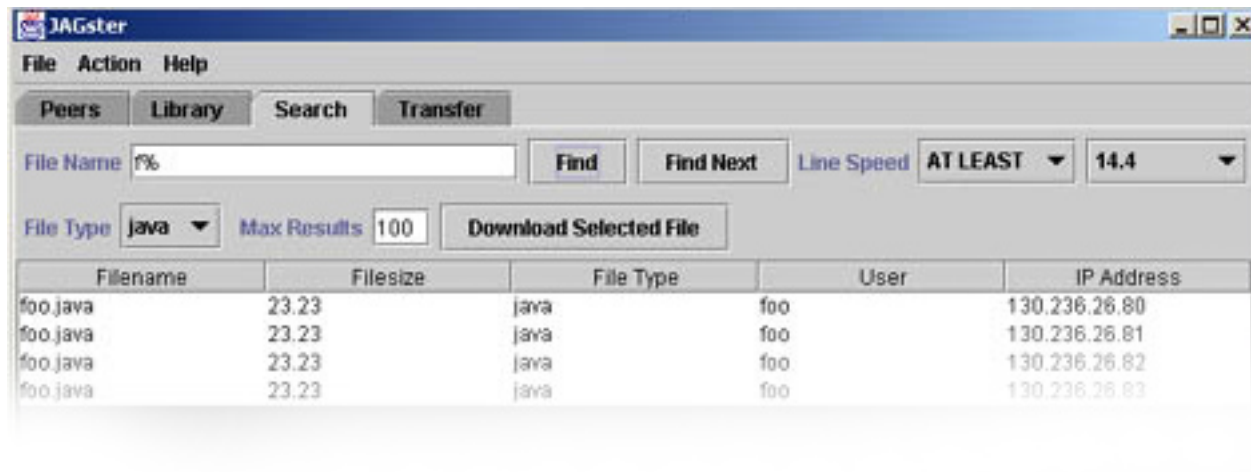 JAGster
File Action Help
Peers Library Search Transfer
File Name f% Find Find Next Line Speed AT LEAST 14.4
File Type java Max Results 100 Download Selected File
Filename Filesize File Type User IP Address
foo.java 23.23 java foo 130.236.26.80
foo.java 23.23 java foo 130.236.26.81
foo.java 23.23 java foo 130.236.26.82
foo.java 23.23 java foo 130.236.26.83